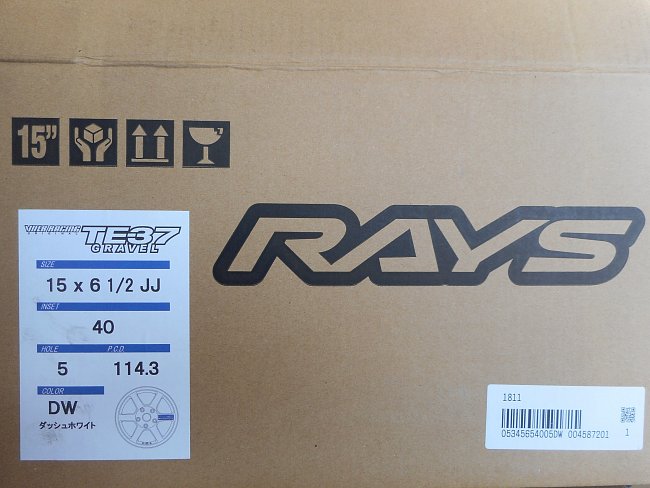 15"
RAYS
VOLK RACING
TE37
GRAVEL
SIZE
15 x 6 1/2 JJ
INSET
40
HOLE P.C.D.
5 114.3
COLOR
DW
ダッシュホワイト
1811
05345654005DW 004587201 1